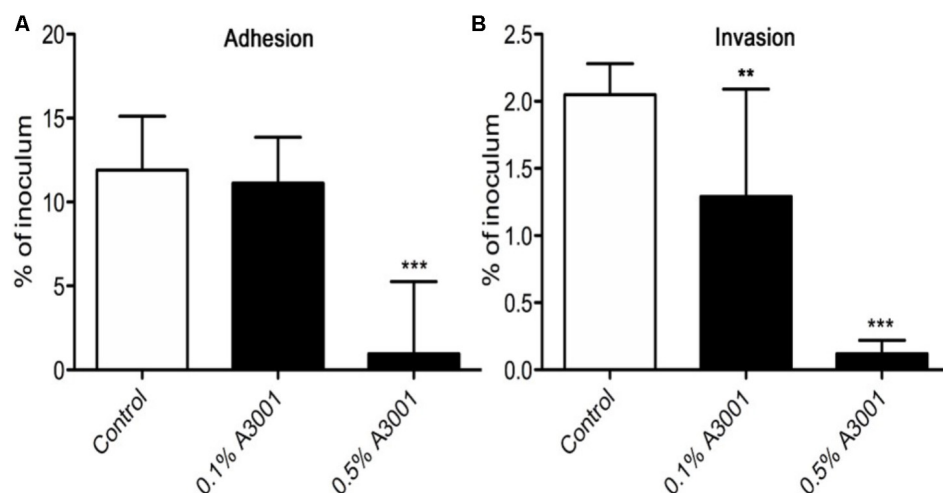 A
Adhesion
% of inoculum
20
15
10
5
0
***
Control
0.1% A3001
0.5% A3001
B
Invasion
% of inoculum
2.5
2.0
1.5
1.0
0.5
0.0
**
***
Control
0.1% A3001
0.5% A3001